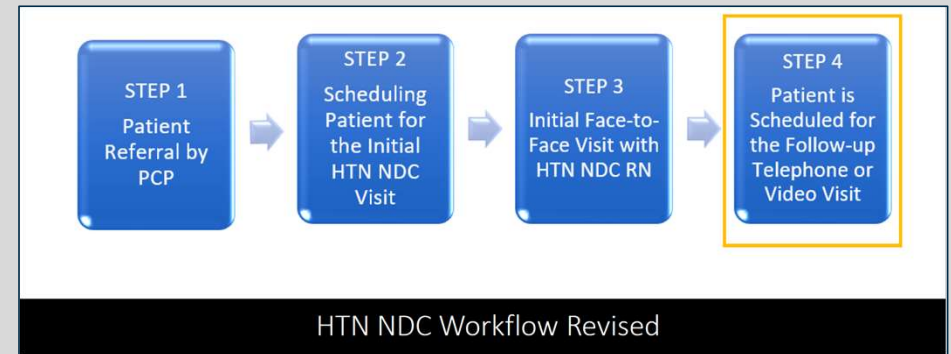 STEP 1
Patient
Referral by
PCP
STEP 2
Scheduling
Patient for
the Initial
HTN NDC
Visit
STEP 3
Initial Face-to-
Face Visit with
HTN NDC RN
STEP 4
Patient is
Scheduled for
the Follow-up
Telephone or
Video Visit
HTN NDC Workflow Revised